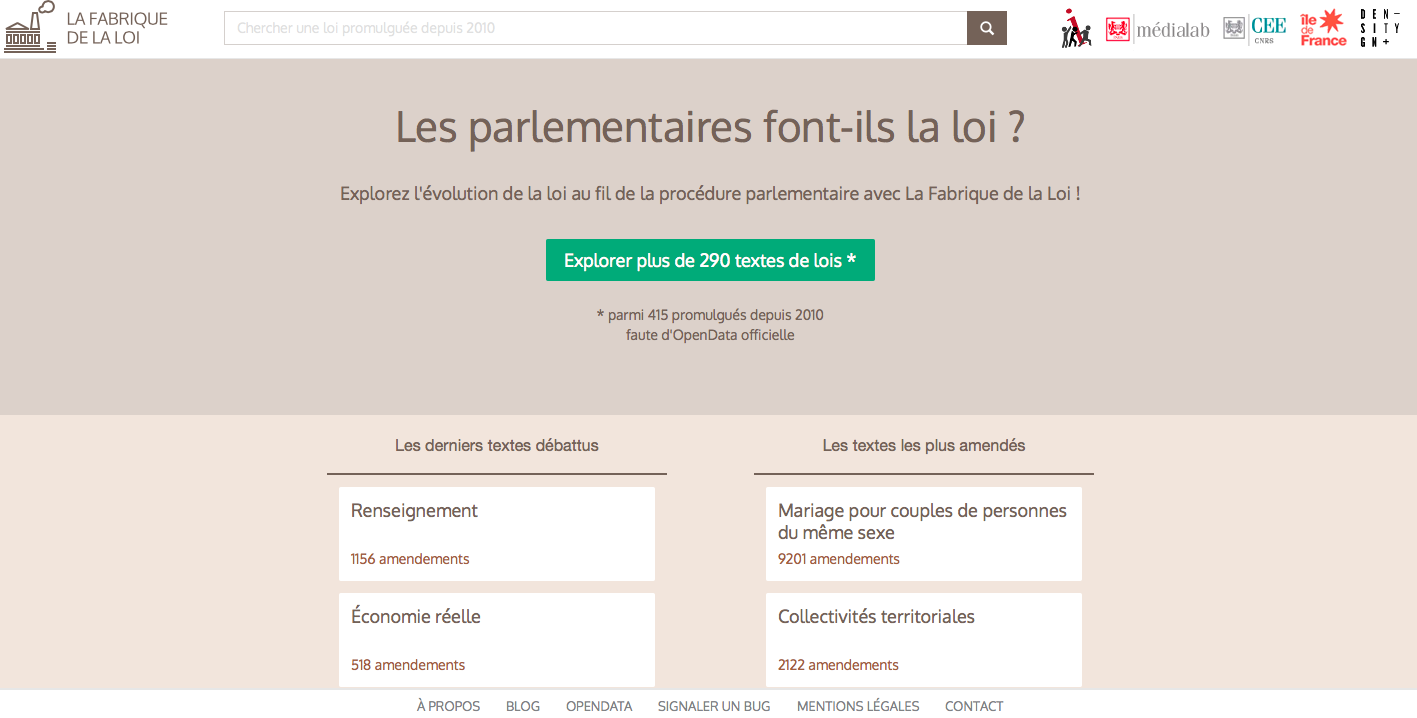 LA FABRIQUE
DE LA LOI
Chercher une loi promulguée depuis 2010
médialab
CEE
CNRS
île
de
France
DEN-
SITY
GN+
Les parlementaires font-ils la loi ?
Explorez l'évolution de la loi au fil de la procédure parlementaire avec La Fabrique de la Loi !
Explorer plus de 290 textes de lois *
* parmi 415 promulgués depuis 2010
faute d'OpenData officielle
Les derniers textes débattus
Renseignement
1156 amendements
Économie réelle
518 amendements
Les textes les plus amendés
Mariage pour couples de personnes
du même sexe
9201 amendements
Collectivités territoriales
2122 amendements
À PROPOS BLOG OPENDATA SIGNALER UN BUG MENTIONS LÉGALES CONTACT